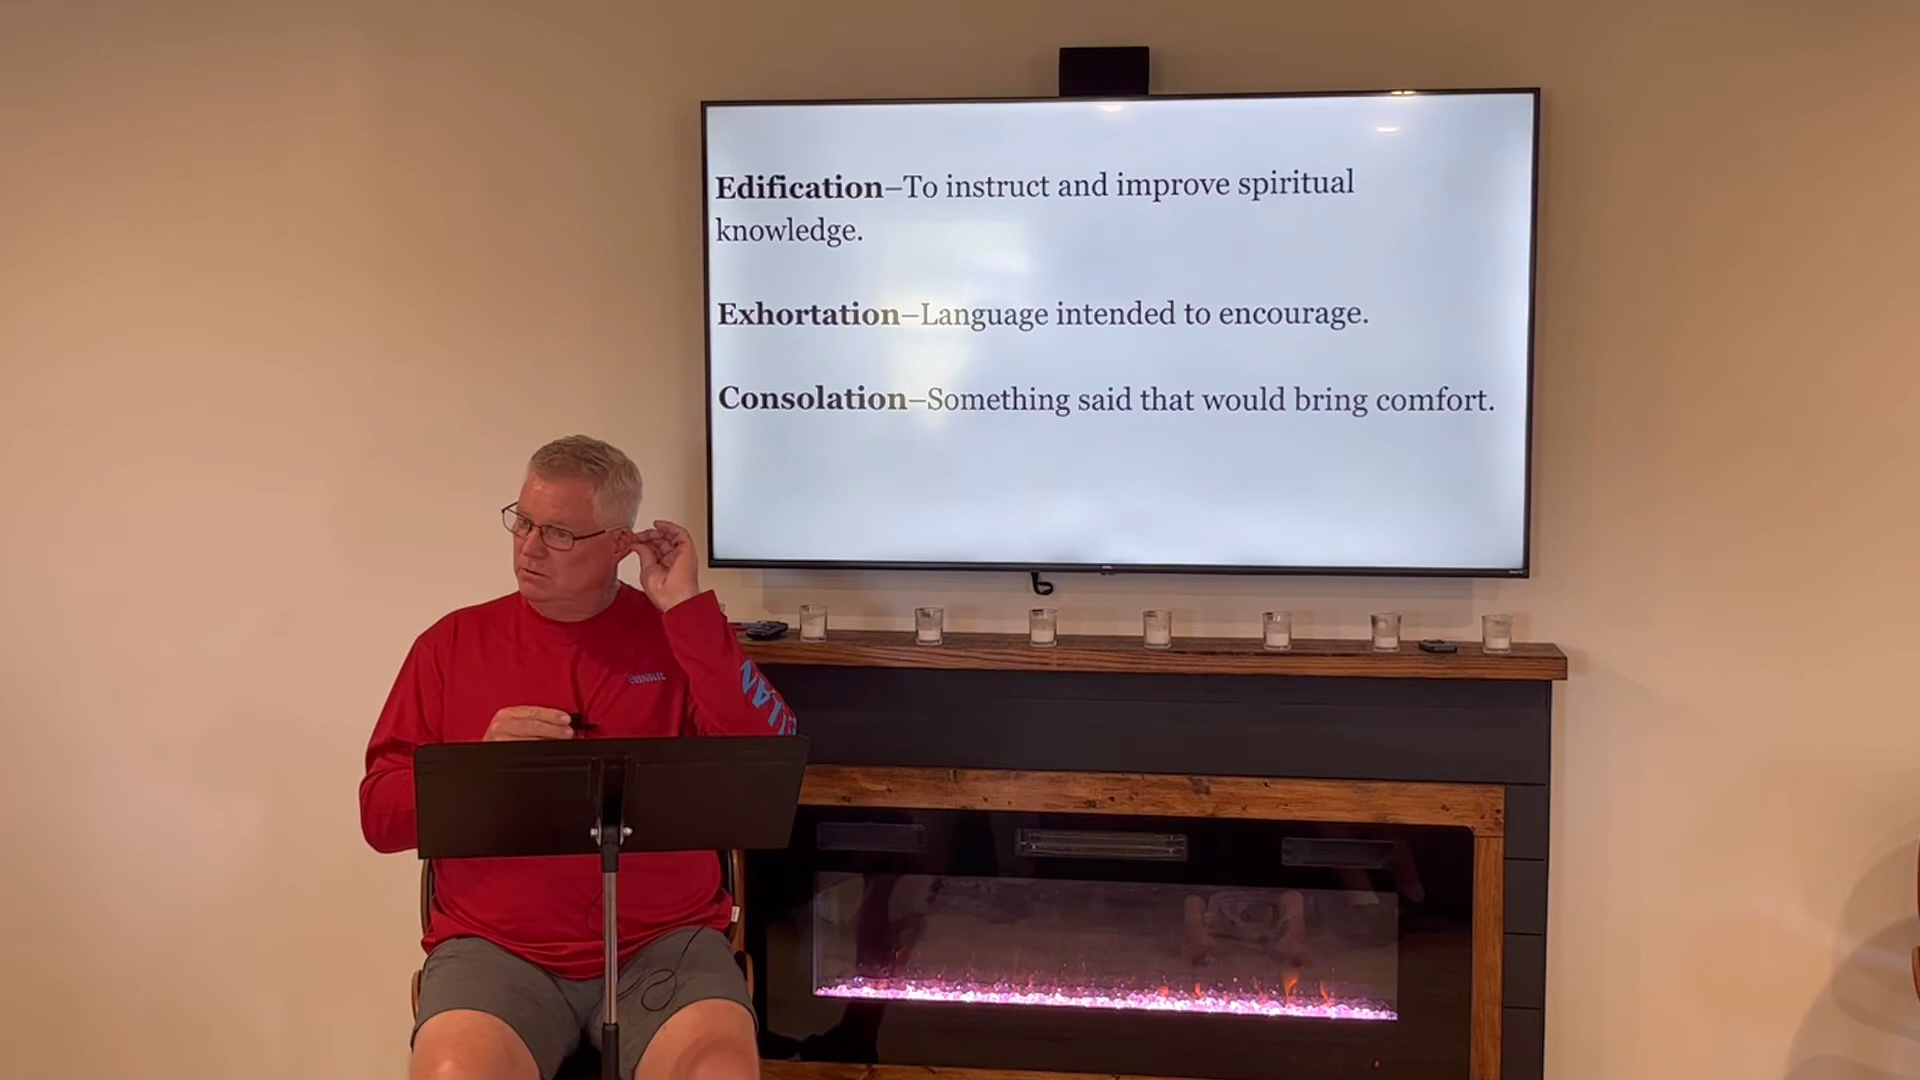 Edification–To instruct and improve spiritual
knowledge.
Exhortation–Language intended to encourage.
Consolation–Something said that would bring comfort.